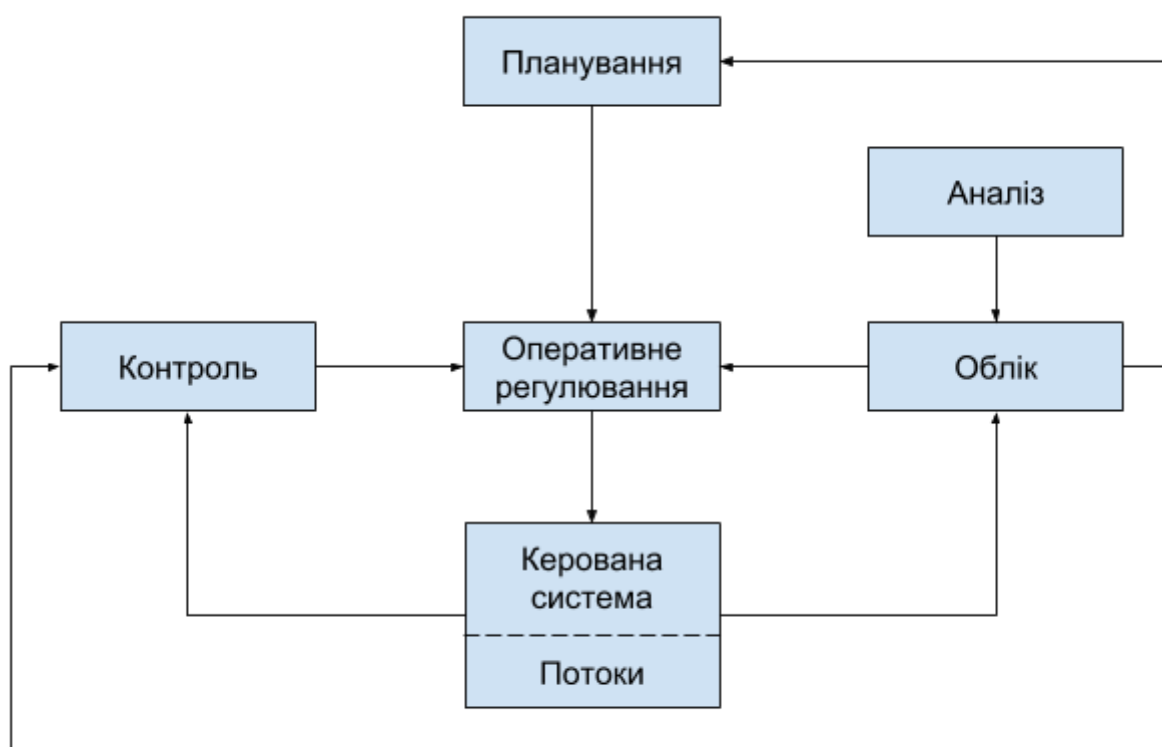 Планування
Аналіз
Контроль
Оперативне
регулювання
Облік
Керована
система
Потоки